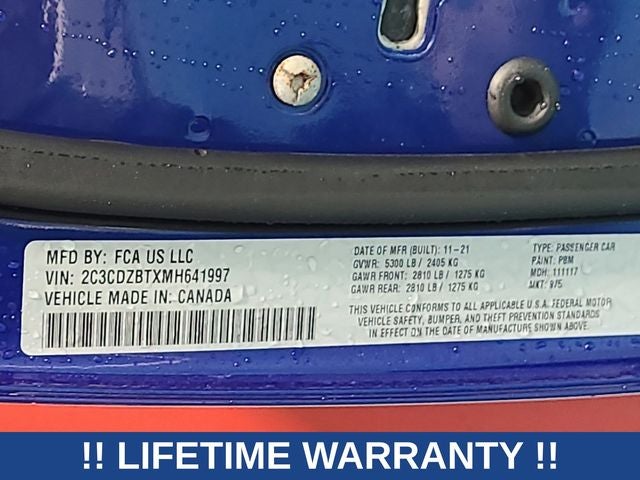 MFD BY: FCA US LLC
VIN: 2C3CDZBTXMH641997
VEHICLE MADE IN: CANADA
DATE OF MFR (BUILT): 11-21
GVWR: 5300 LB / 2405 KG
GAWR FRONT: 2810 LB / 1275 KG
GAWR REAR: 2810 LB / 1275 KG
TYPE: PASSENGER CAR
PAINT: PBM
MDH: 111117
MKT: 975
THIS VEHICLE CONFORMS TO ALL APPLICABLE U.S.A. FEDERAL MOTOR
VEHICLE SAFETY, BUMPER, AND THEFT PREVENTION STANDARDS
IN EFFECT ON THE DATE OF MANUFACTURE SHOWN ABOVE.
!! LIFETIME WARRANTY !!